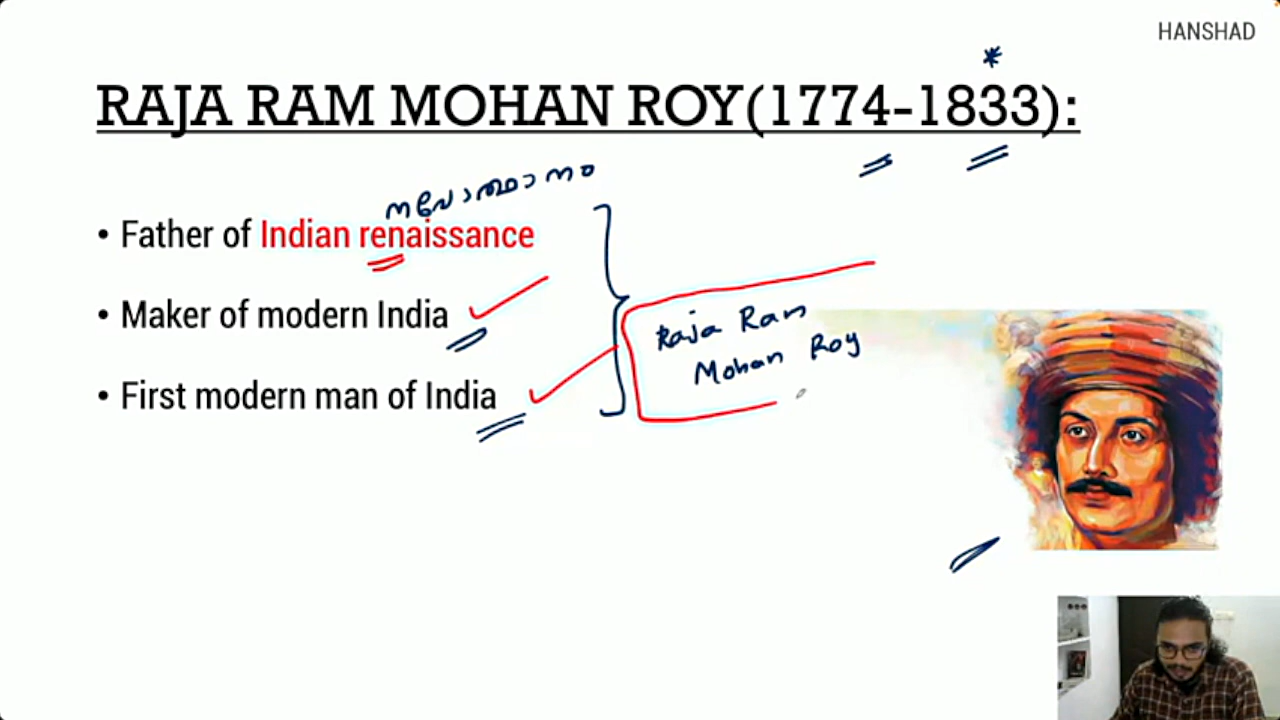 HANSHAD
RAJA RAM MOHAN ROY(1774-1833):
നവോത്ഥാനം
• Father of Indian renaissance
• Maker of modern India
• First modern man of India
Raja Ram
Mohan Roy